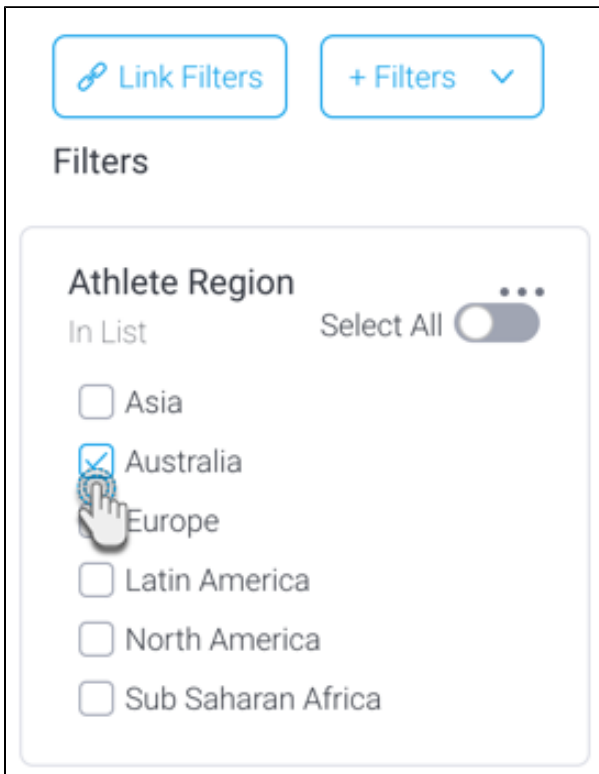 Link Filters
+ Filters
Filters
Athlete Region
In List
Select All
Asia
Australia
Europe
Latin America
North America
Sub Saharan Africa